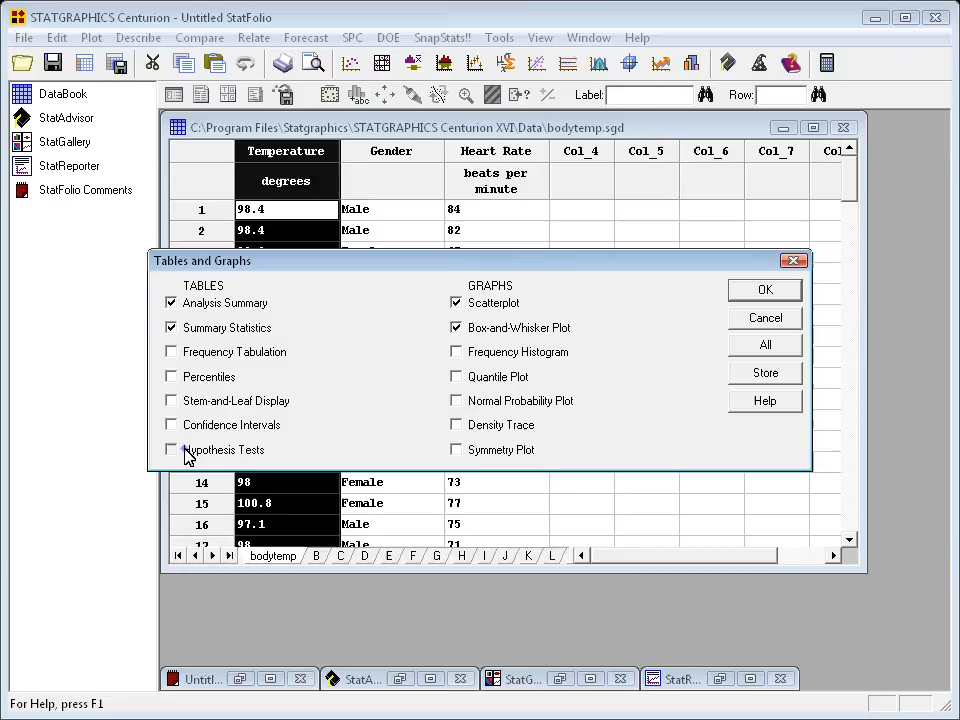 STATGRAPHICS Centurion - Untitled StatFolio
File Edit Plot Describe Compare Relate Forecast SPC DOE SnapStats!! Tools View Window Help
Label: Row:
DataBook
StatAdvisor
StatGallery
StatReporter
StatFolio Comments
C:\Program Files\Statgraphics\STATGRAPHICS Centurion XVI\Data\bodytemp.sgd
Temperature Gender Heart Rate Col_4 Col_5 Col_6 Col_7 Col
degrees beats per minute
1 98.4 Male 84
2 98.4 Male 82
Tables and Graphs
TABLES GRAPHS
Analysis Summary Scatterplot OK
Summary Statistics Box-and-Whisker Plot Cancel
Frequency Tabulation Frequency Histogram All
Percentiles Quantile Plot Store
Stem-and-Leaf Display Normal Probability Plot Help
Confidence Intervals Density Trace
Hypothesis Tests Symmetry Plot
14 98 Female 73
15 100.8 Female 77
16 97.1 Male 75
17 98 Male 71
bodytemp B C D E F G H I J K L
Untitl... StatA... StatG... StatR...
For Help, press F1